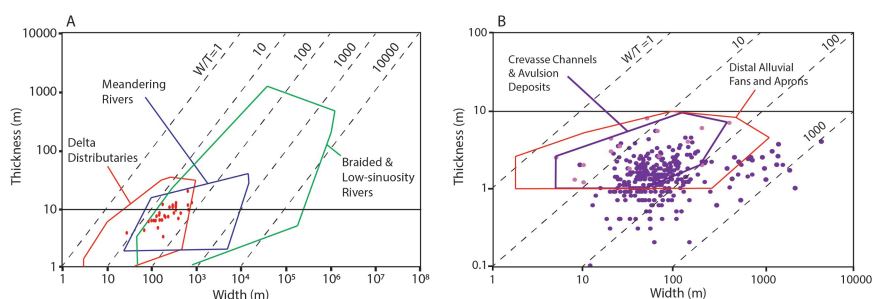 A
10000
1000
100
10
1
Thickness (m)
W/T=1
10
100
1000
10000
Meandering
Rivers
Delta
Distributaries
Braided &
Low-sinuosity
Rivers
1
10
100
10³
10⁴
10⁵
10⁶
10⁷
10⁸
Width (m)
B
100
10
1
0.1
Thickness (m)
W/T=1
10
100
1000
Crevasse Channels
& Avulsion
Deposits
Distal Alluvial
Fans and Aprons
1
10
100
1000
10000
Width (m)